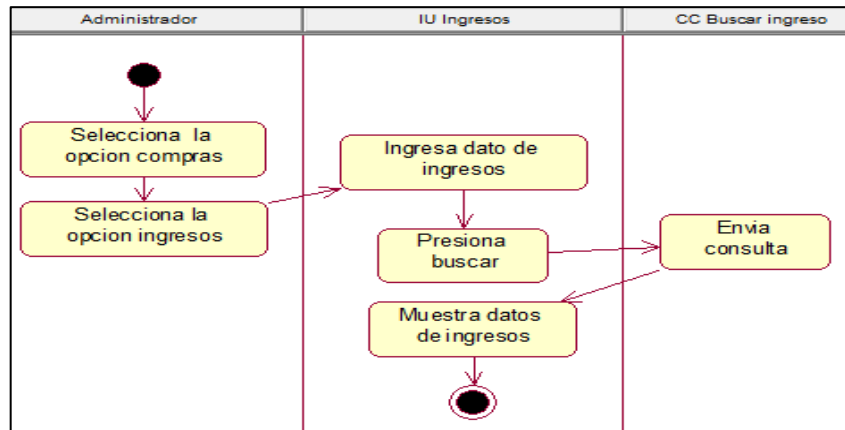 Administrador
IU Ingresos
CC Buscar ingreso
Selecciona la
opcion compras
Selecciona la
opcion ingresos
Ingresa dato de
ingresos
Presiona
buscar
Envia
consulta
Muestra datos
de ingresos